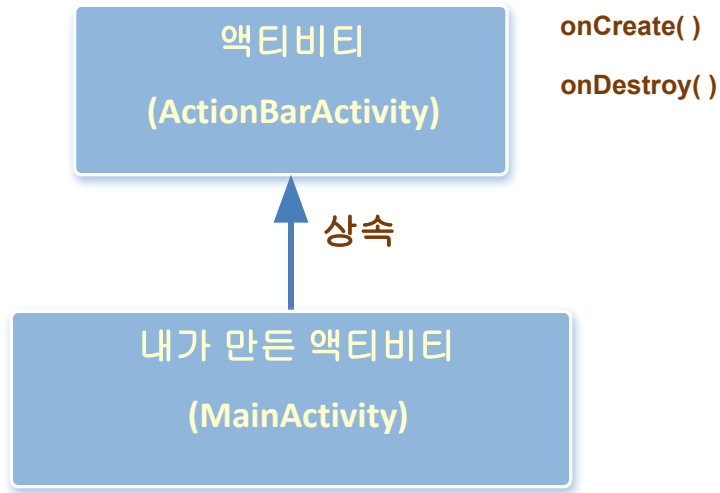 액티비티
(ActionBarActivity)
onCreate( )
onDestroy( )
상속
내가 만든 액티비티
(MainActivity)